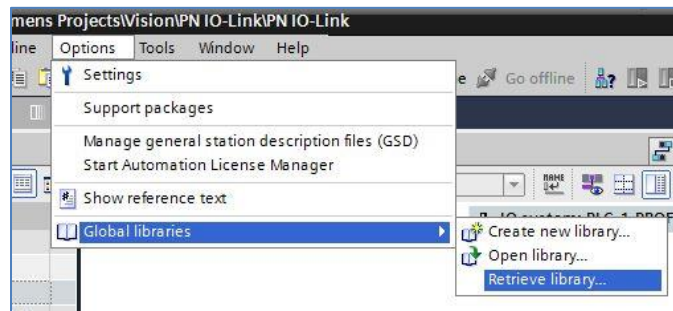 mens Projects\Vision\PN IO-Link\PN IO-Link
line Options Tools Window Help
Settings
e Go offline
Support packages
Manage general station description files (GSD)
Start Automation License Manager
Show reference text
Global libraries
Create new library...
Open library...
Retrieve library...